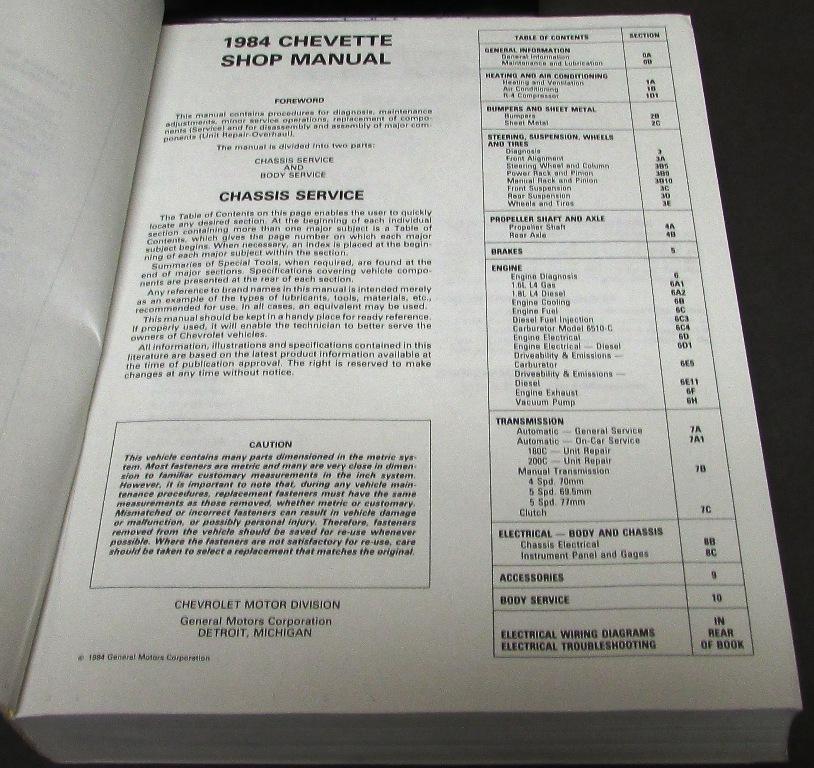 1984 CHEVETTE
SHOP MANUAL
FOREWORD
This manual contains procedures for diagnosis, maintenance
adjustments, minor service operations, replacement of compo-
nents (Service) and for disassembly and assembly of major com-
ponents (Unit Repair-Overhaul).
The manual is divided into two parts:
CHASSIS SERVICE
AND
BODY SERVICE
CHASSIS SERVICE
The Table of Contents on this page enables the user to quickly
locate any desired section. At the beginning of each individual
section containing more than one major subject is a Table of
Contents, which gives the page number on which each major
subject begins. When necessary, an index is placed at the begin-
ning of each major subject within the section.
Summaries of Special Tools, when required, are found at the
end of major sections. Specifications covering vehicle compo-
nents are presented at the rear of each section.
Any reference to brand names in this manual is intended merely
as an example of the types of lubricants, tools, materials, etc.,
recommended for use. In all cases, an equivalent may be used.
This manual should be kept in a handy place for ready reference.
If properly used, it will enable the technician to better serve the
owners of Chevrolet vehicles.
All information, illustrations and specifications contained in this
literature are based on the latest product information available at
the time of publication approval. The right is reserved to make
changes at any time without notice.
CAUTION
This vehicle contains many parts dimensioned in the metric sys-
tem. Most fasteners are metric and many are very close in dimen-
sion to familiar customary measurements in the inch system.
However, it is important to note that, during any vehicle main-
tenance procedures, replacement fasteners must have the same
measurements as those removed, whether metric or customary.
Mismatched or incorrect fasteners can result in vehicle damage
or malfunction, or possibly personal injury. Therefore, fasteners
removed from the vehicle should be saved for re-use whenever
possible. Where the fasteners are not satisfactory for re-use, care
should be taken to select a replacement that matches the original.
CHEVROLET MOTOR DIVISION
General Motors Corporation
DETROIT, MICHIGAN
© 1984 General Motors Corporation
TABLE OF CONTENTS SECTION
GENERAL INFORMATION
General Information 0A
Maintenance and Lubrication 0B
HEATING AND AIR CONDITIONING
Heating and Ventilation 1A
Air Conditioning 1B
R-4 Compressor 1D1
BUMPERS AND SHEET METAL
Bumpers 2B
Sheet Metal 2C
STEERING, SUSPENSION, WHEELS
AND TIRES
Diagnosis 3
Front Alignment 3A
Steering Wheel and Column 3B5
Power Rack and Pinion 3B9
Manual Rack and Pinion 3B10
Front Suspension 3C
Rear Suspension 3D
Wheels and Tires 3E
PROPELLER SHAFT AND AXLE
Propeller Shaft 4A
Rear Axle 4B
BRAKES 5
ENGINE
Engine Diagnosis 6
1.6L L4 Gas 6A1
1.8L L4 Diesel 6A2
Engine Cooling 6B
Engine Fuel 6C
Diesel Fuel Injection 6C3
Carburetor Model 6510-C 6C4
Engine Electrical 6D
Engine Electrical — Diesel 6D1
Driveability & Emissions —
Carburetor 6E5
Driveability & Emissions —
Diesel 6E11
Engine Exhaust 6F
Vacuum Pump 6H
TRANSMISSION
Automatic — General Service 7A
Automatic — On-Car Service 7A1
180C — Unit Repair
200C — Unit Repair
Manual Transmission 7B
4 Spd. 70mm
5 Spd. 69.5mm
5 Spd. 77mm
Clutch 7C
ELECTRICAL — BODY AND CHASSIS
Chassis Electrical 8B
Instrument Panel and Gages 8C
ACCESSORIES 9
BODY SERVICE 10
IN
ELECTRICAL WIRING DIAGRAMS REAR
ELECTRICAL TROUBLESHOOTING OF BOOK